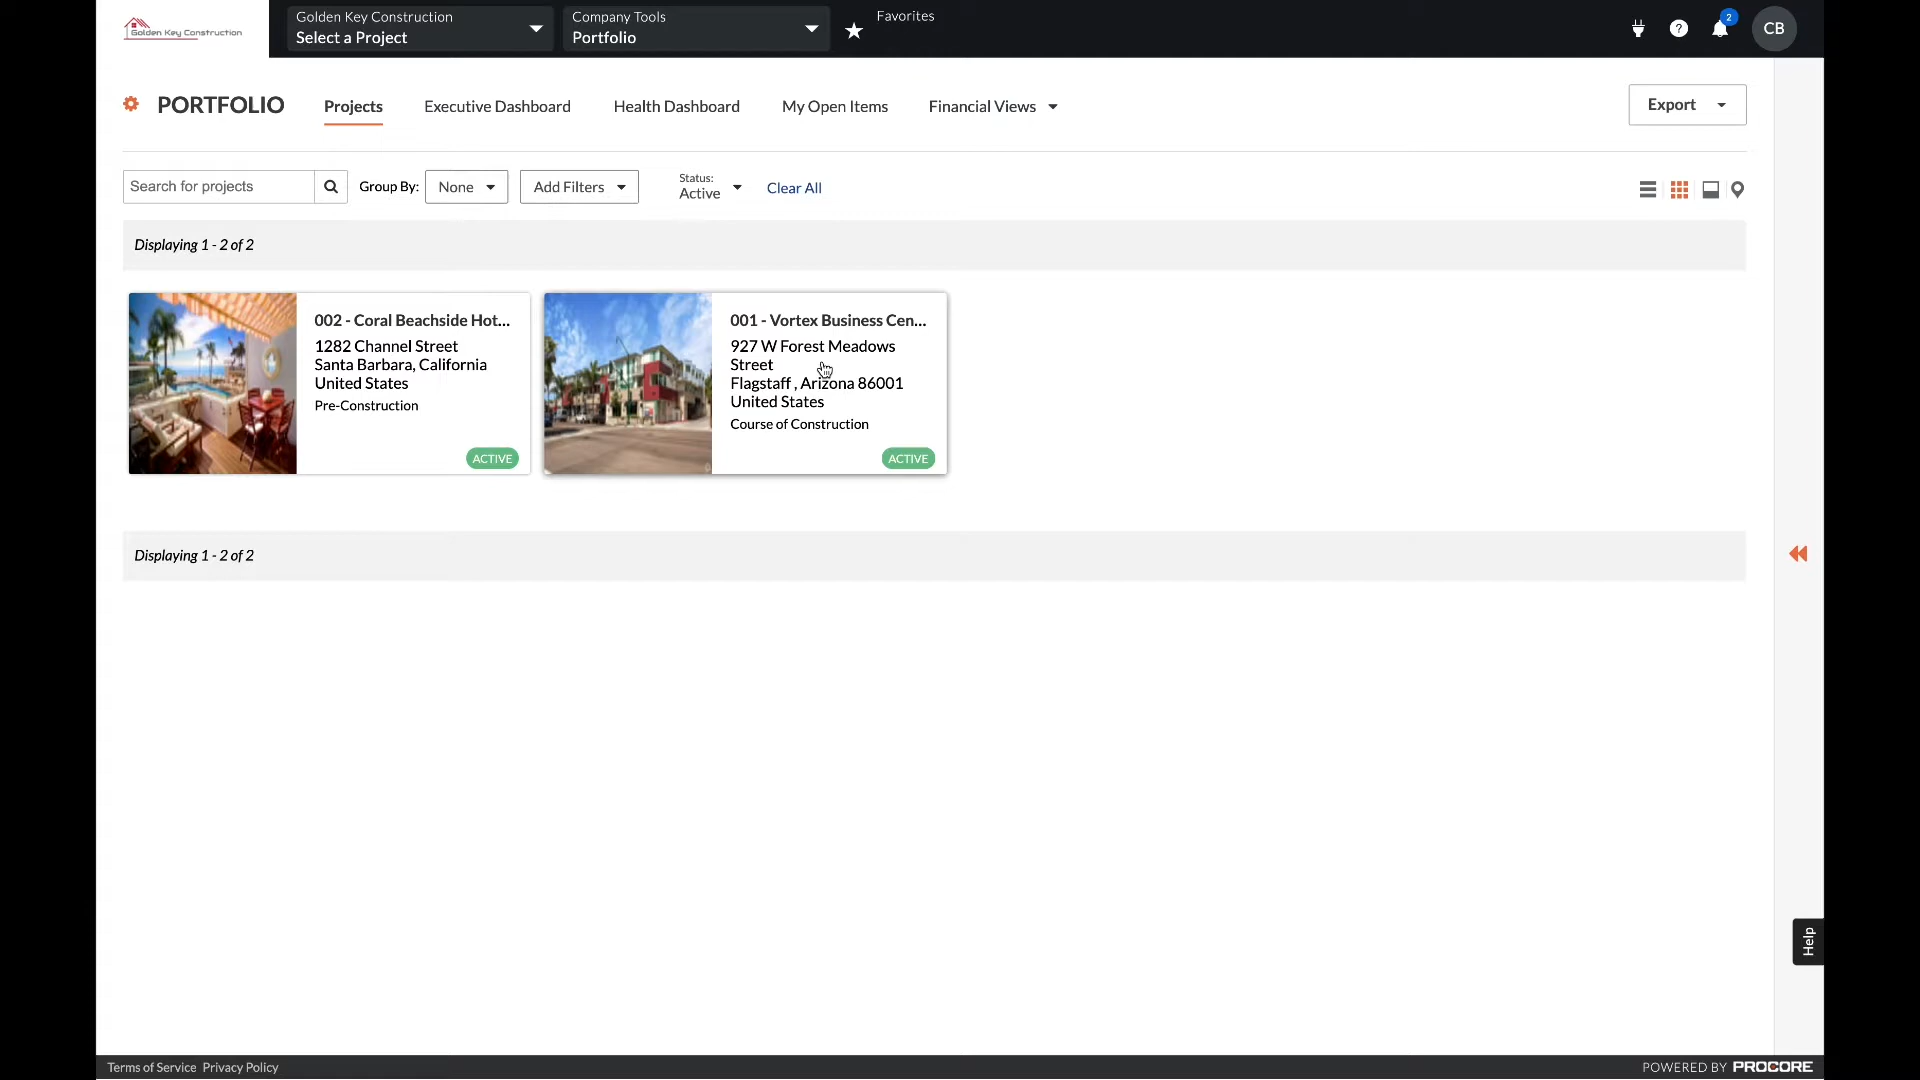 Golden Key Construction
Golden Key Construction
Select a Project
Company Tools
Portfolio
Favorites
2
CB
PORTFOLIO
Projects
Executive Dashboard
Health Dashboard
My Open Items
Financial Views
Export
Search for projects
Group By:
None
Add Filters
Status:
Active
Clear All
Displaying 1 - 2 of 2
002 - Coral Beachside Hot...
1282 Channel Street
Santa Barbara, California
United States
Pre-Construction
ACTIVE
001 - Vortex Business Cen...
927 W Forest Meadows
Street
Flagstaff , Arizona 86001
United States
Course of Construction
ACTIVE
Displaying 1 - 2 of 2
Help
Terms of Service Privacy Policy
POWERED BY PROCORE